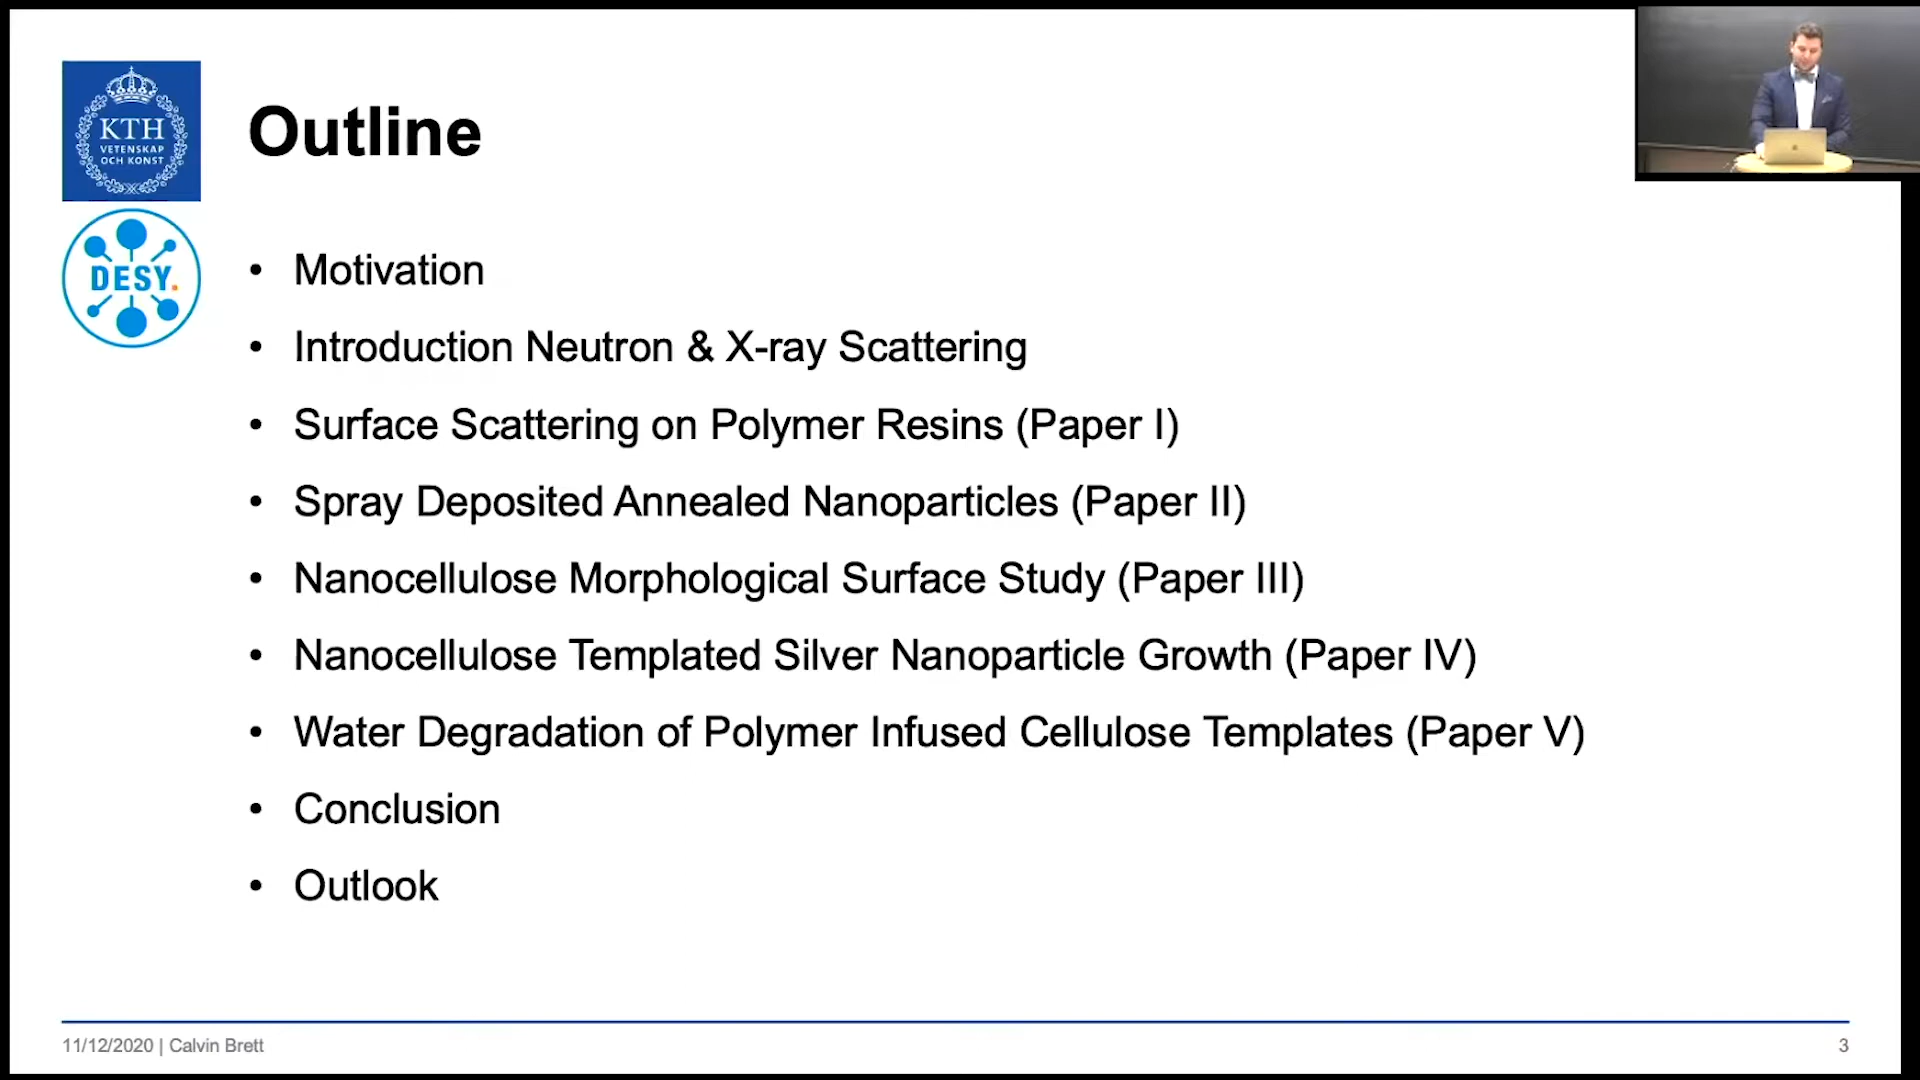 KTH
VETENSKAP
OCH KONST
DESY.
Outline
• Motivation
• Introduction Neutron & X-ray Scattering
• Surface Scattering on Polymer Resins (Paper I)
• Spray Deposited Annealed Nanoparticles (Paper II)
• Nanocellulose Morphological Surface Study (Paper III)
• Nanocellulose Templated Silver Nanoparticle Growth (Paper IV)
• Water Degradation of Polymer Infused Cellulose Templates (Paper V)
• Conclusion
• Outlook
11/12/2020 | Calvin Brett
3